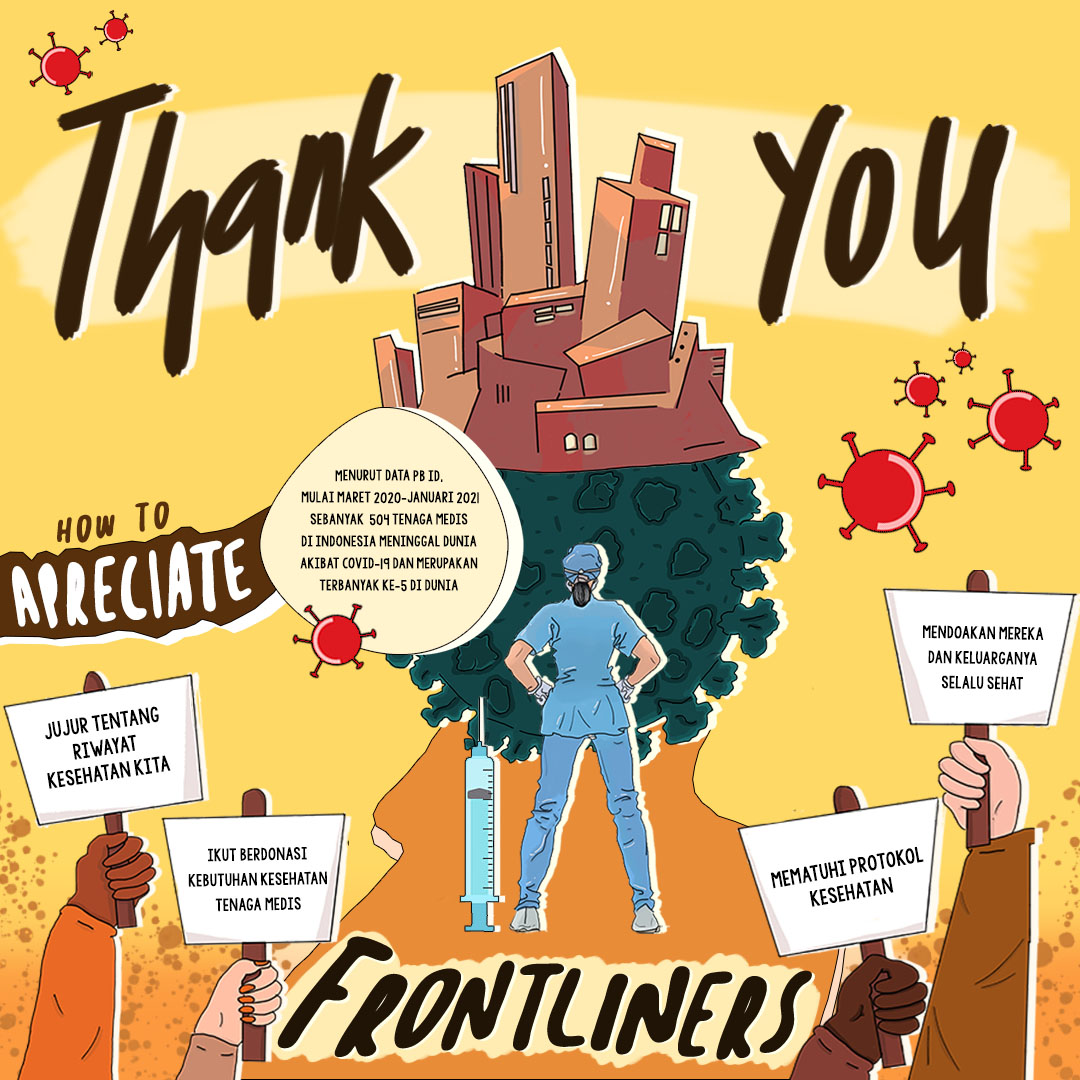 Thank YOU
MENURUT DATA PB ID,
MULAI MARET 2020-JANUARI 2021
SEBANYAK 504 TENAGA MEDIS
DI INDONESIA MENINGGAL DUNIA
AKIBAT COVID-19 DAN MERUPAKAN
TERBANYAK KE-5 DI DUNIA
HOW TO
APRECIATE
JUJUR TENTANG
RIWAYAT
KESEHATAN KITA
IKUT BERDONASI
KEBUTUHAN KESEHATAN
TENAGA MEDIS
MENDOAKAN MEREKA
DAN KELUARGANYA
SELALU SEHAT
MEMATUHI PROTOKOL
KESEHATAN
FRONTLINERS